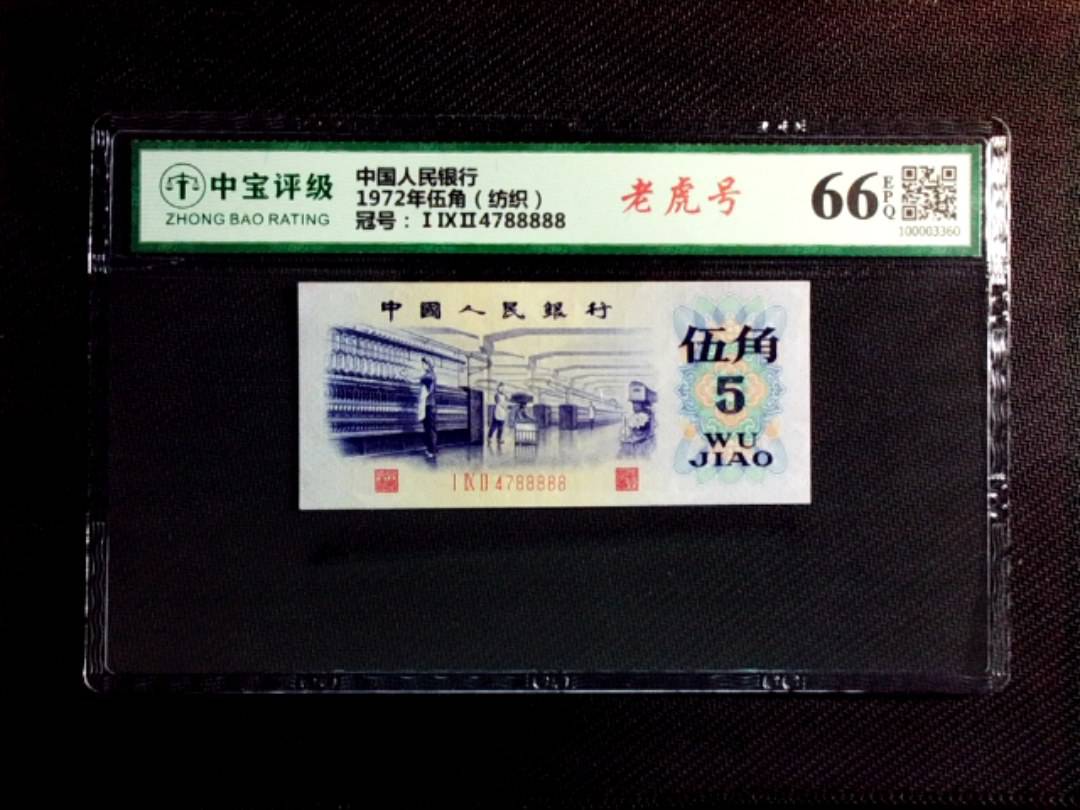 中宝评级
ZHONG BAO RATING
中国人民银行
1972年伍角（纺织）
冠号：ⅠⅨⅡ4788888
老虎号
66
EPQ
100003360
中國人民銀行
伍角
5
WU
JIAO
ⅠⅨⅡ4788888